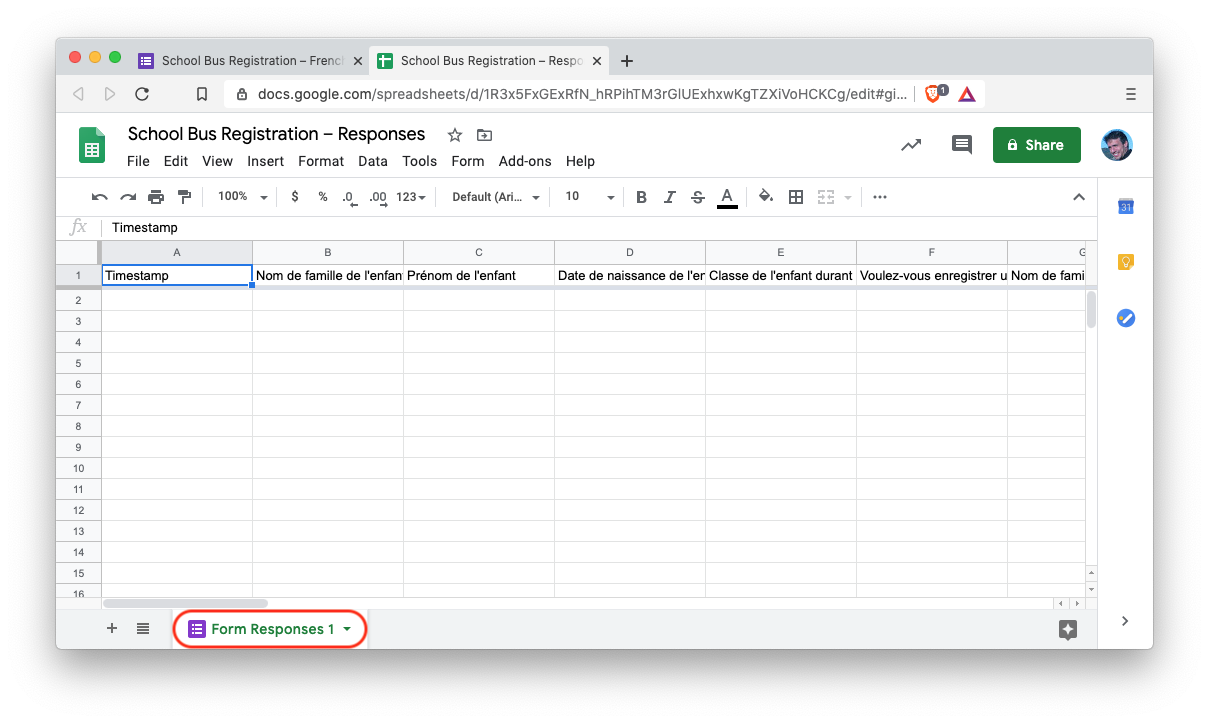 School Bus Registration – Frenc
School Bus Registration – Respo
docs.google.com/spreadsheets/d/1R3x5FxGExRfN_hRPihTM3rGlUExhxwKgTZXiVoHCKCg/edit#gi...
1
School Bus Registration – Responses
File Edit View Insert Format Data Tools Form Add-ons Help
Share
100% $ % .0 .00 123 Default (Ari... 10 B I S A
31
fx Timestamp
A B C D E F G
1 Timestamp Nom de famille de l'enfan Prénom de l'enfant Date de naissance de l'en Classe de l'enfant durant Voulez-vous enregistrer u Nom de fami
2
3
4
5
6
7
8
9
10
11
12
13
14
15
16
Form Responses 1